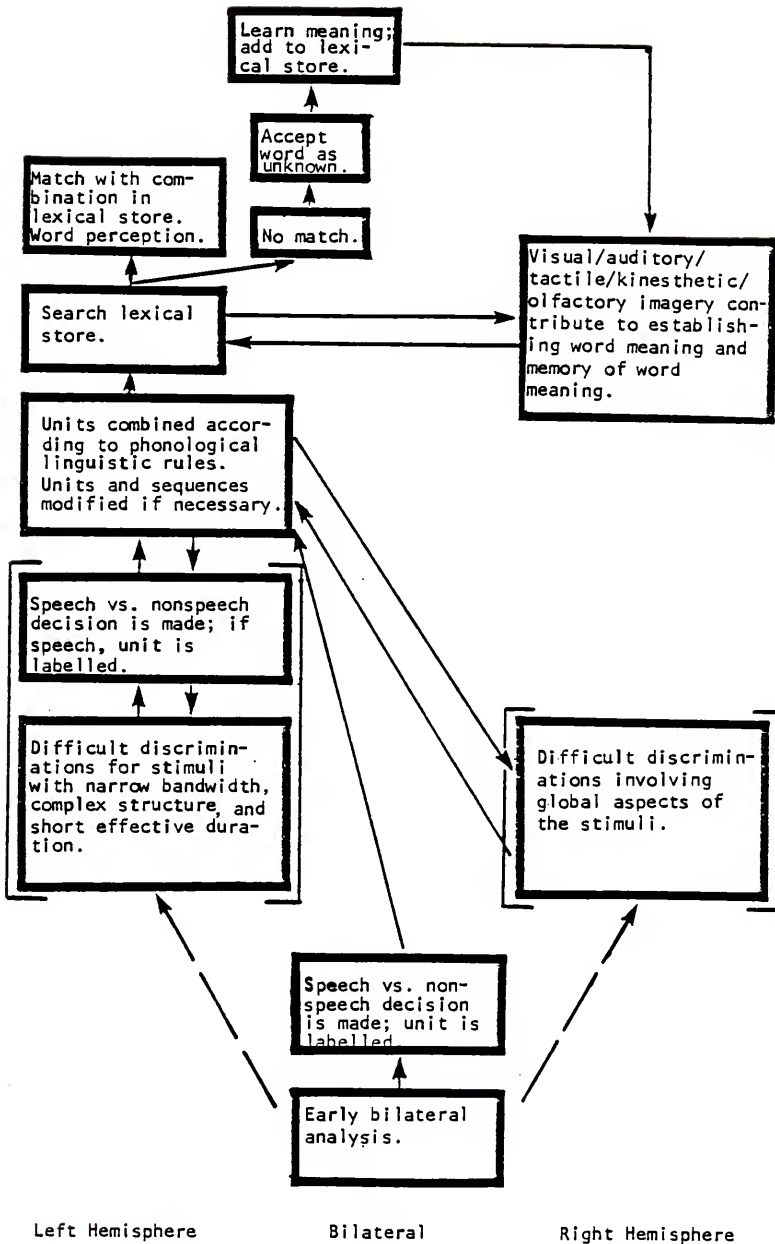 Learn meaning;
add to lexi-
cal store.
Accept
word as
unknown.
Match with com-
bination in
lexical store.
Word perception.
No match.
Visual/auditory/
tactile/kinesthetic/
olfactory imagery con-
tribute to establish-
ing word meaning and
memory of word
meaning.
Search lexical
store.
Units combined accor-
ding to phonological
linguistic rules.
Units and sequences
modified if necessary.
Speech vs. nonspeech
decision is made; if
speech, unit is
labelled.
Difficult discrimin-
ations for stimuli
with narrow bandwidth,
complex structure, and
short effective dura-
tion.
Difficult discrimin-
ations involving
global aspects of
the stimuli.
Speech vs. non-
speech decision
is made; unit is
labelled.
Early bilateral
analysis.
Left Hemisphere
Bilateral
Right Hemisphere